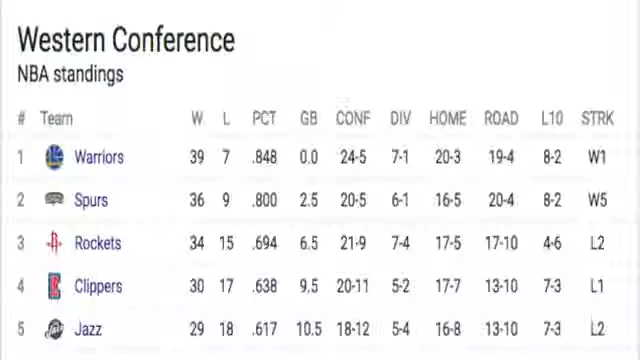 Western Conference
NBA standings
# Team W L PCT GB CONF DIV HOME ROAD L10 STRK
1 Warriors 39 7 .848 0.0 24-5 7-1 20-3 19-4 8-2 W1
2 Spurs 36 9 .800 2.5 20-5 6-1 16-5 20-4 8-2 W5
3 Rockets 34 15 .694 6.5 21-9 7-4 17-5 17-10 4-6 L2
4 Clippers 30 17 .638 9.5 20-11 5-2 17-7 13-10 7-3 L1
5 Jazz 29 18 .617 10.5 18-12 5-4 16-8 13-10 7-3 L2